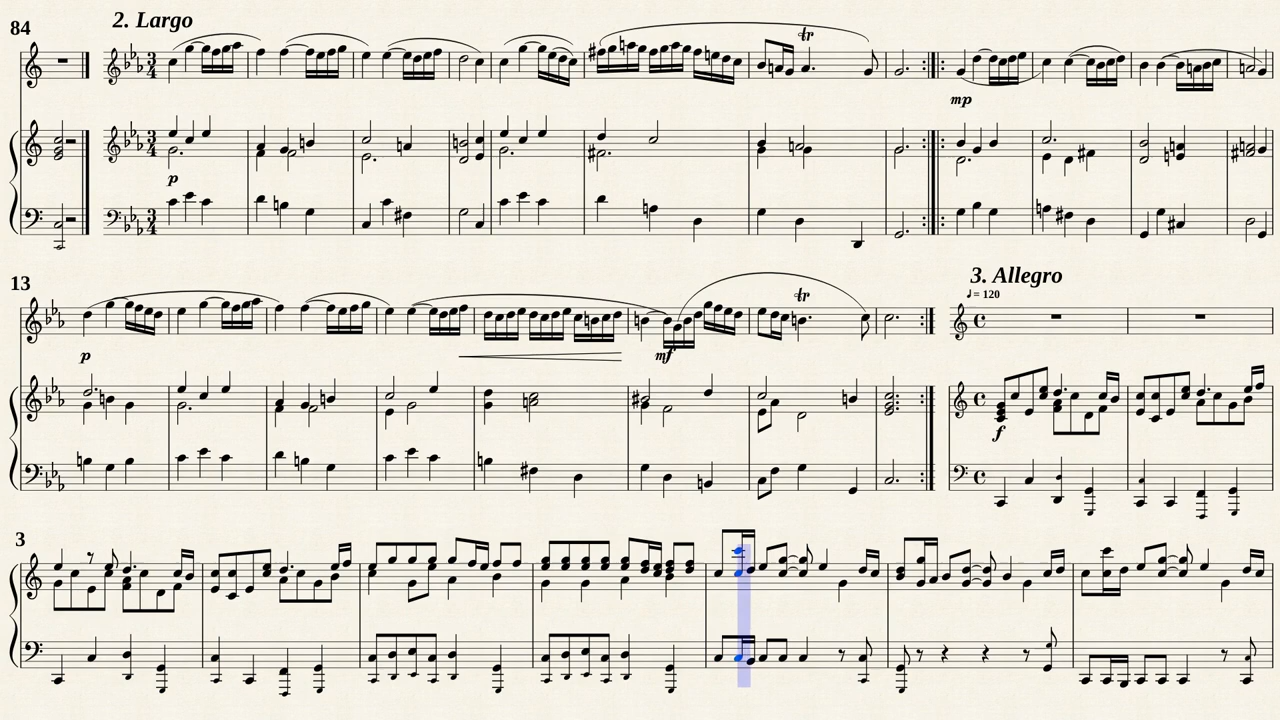 2. Largo
84
tr
mp
p
3. Allegro
13
♩ = 120
tr
p
mf
f
3